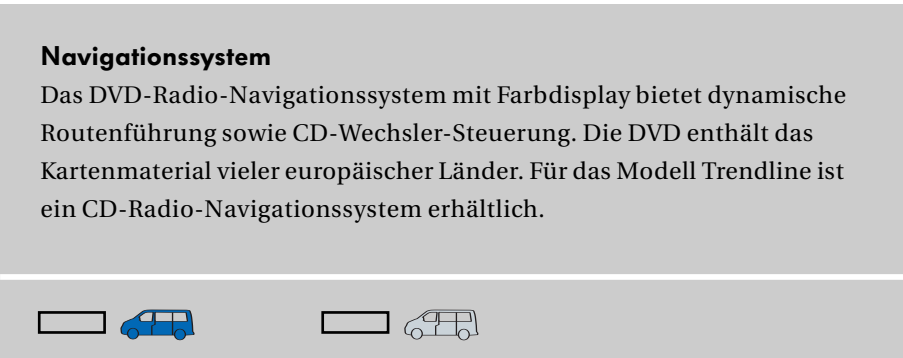 Navigationssystem
Das DVD-Radio-Navigationssystem mit Farbdisplay bietet dynamische
Routenführung sowie CD-Wechsler-Steuerung. Die DVD enthält das
Kartenmaterial vieler europäischer Länder. Für das Modell Trendline ist
ein CD-Radio-Navigationssystem erhältlich.